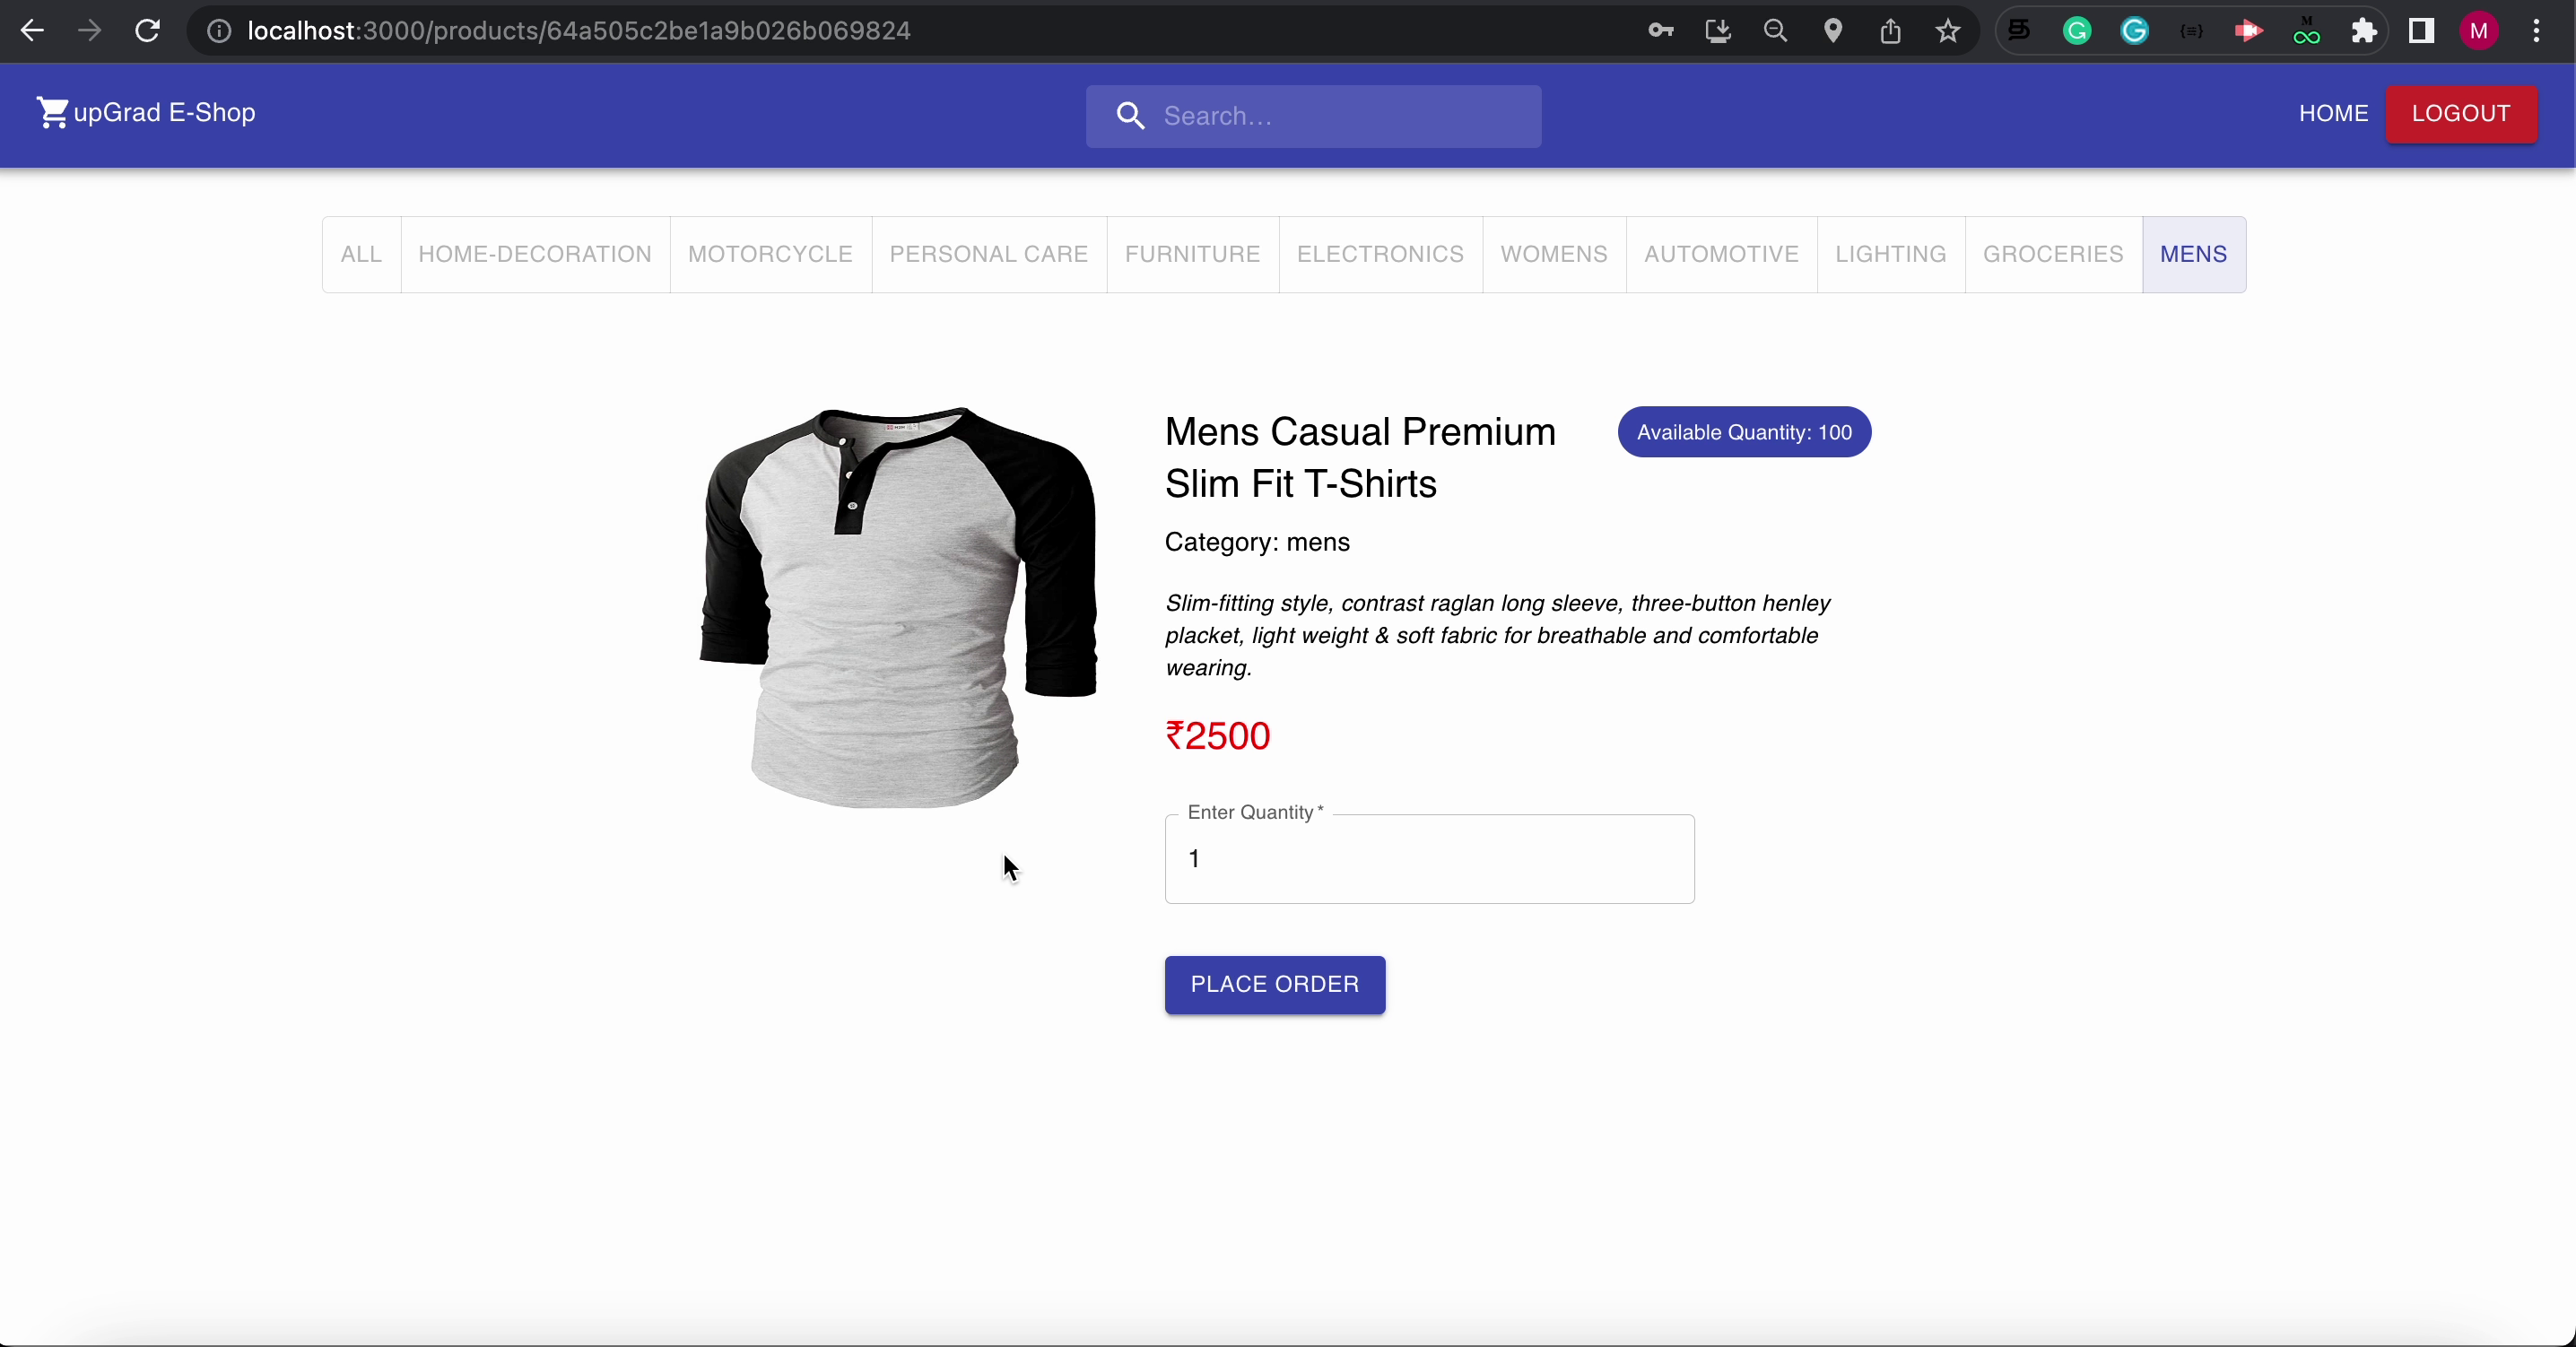 localhost:3000/products/64a505c2be1a9b026b069824
M
M
upGrad E-Shop
Search...
HOME
LOGOUT
ALL
HOME-DECORATION
MOTORCYCLE
PERSONAL CARE
FURNITURE
ELECTRONICS
WOMENS
AUTOMOTIVE
LIGHTING
GROCERIES
MENS
Mens Casual Premium
Slim Fit T-Shirts
Available Quantity: 100
Category: mens
Slim-fitting style, contrast raglan long sleeve, three-button henley
placket, light weight & soft fabric for breathable and comfortable
wearing.
₹2500
Enter Quantity *
1
PLACE ORDER